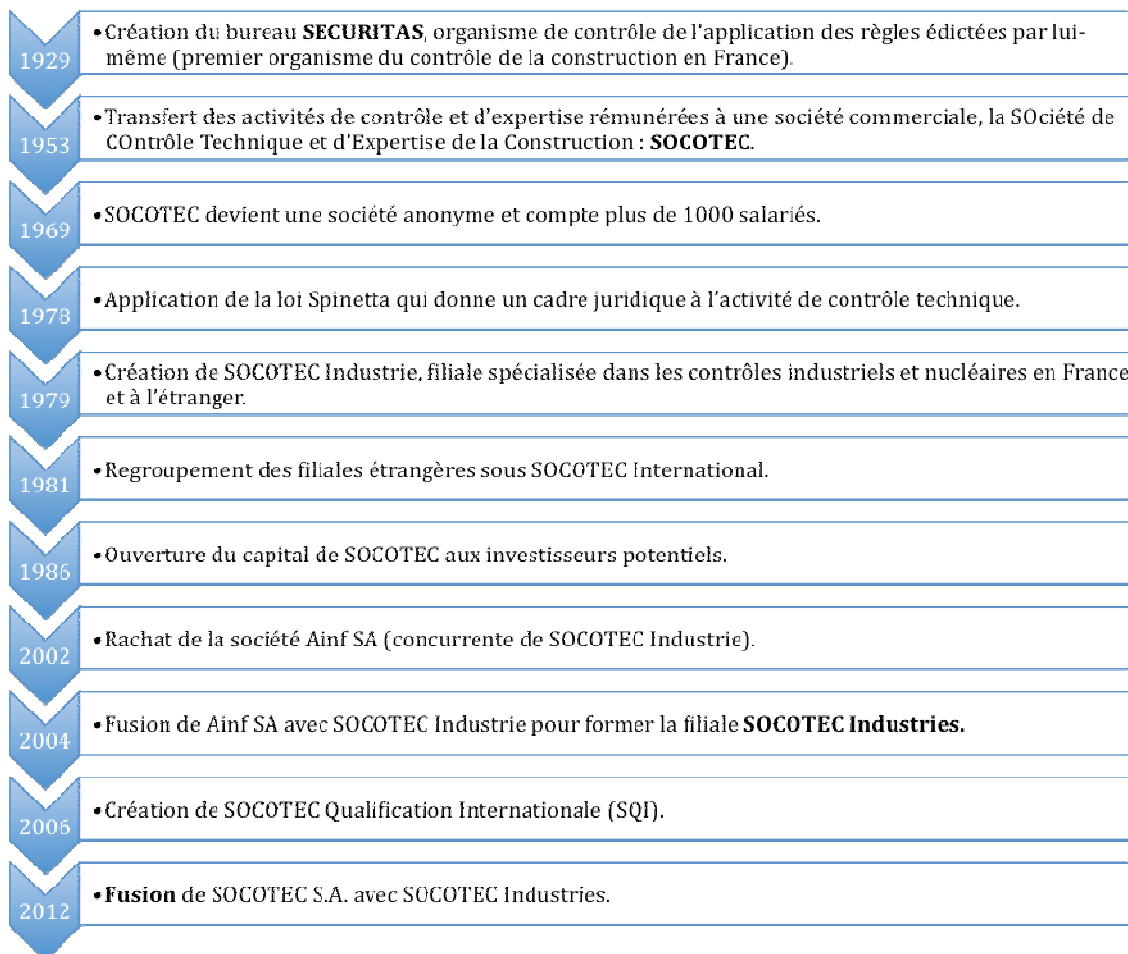 1929
•Création du bureau SECURITAS, organisme de contrôle de l'application des règles édictées par lui-
même (premier organisme du contrôle de la construction en France).
1953
•Transfert des activités de contrôle et d'expertise rémunérées à une société commerciale, la SOciété de
COntrôle Technique et d'Expertise de la Construction : SOCOTEC.
1969
•SOCOTEC devient une société anonyme et compte plus de 1000 salariés.
1978
•Application de la loi Spinetta qui donne un cadre juridique à l'activité de contrôle technique.
1979
•Création de SOCOTEC Industrie, filiale spécialisée dans les contrôles industriels et nucléaires en France
et à l'étranger.
1981
•Regroupement des filiales étrangères sous SOCOTEC International.
1986
•Ouverture du capital de SOCOTEC aux investisseurs potentiels.
2002
•Rachat de la société Ainf SA (concurrente de SOCOTEC Industrie).
2004
•Fusion de Ainf SA avec SOCOTEC Industrie pour former la filiale SOCOTEC Industries.
2006
•Création de SOCOTEC Qualification Internationale (SQI).
2012
•Fusion de SOCOTEC S.A. avec SOCOTEC Industries.